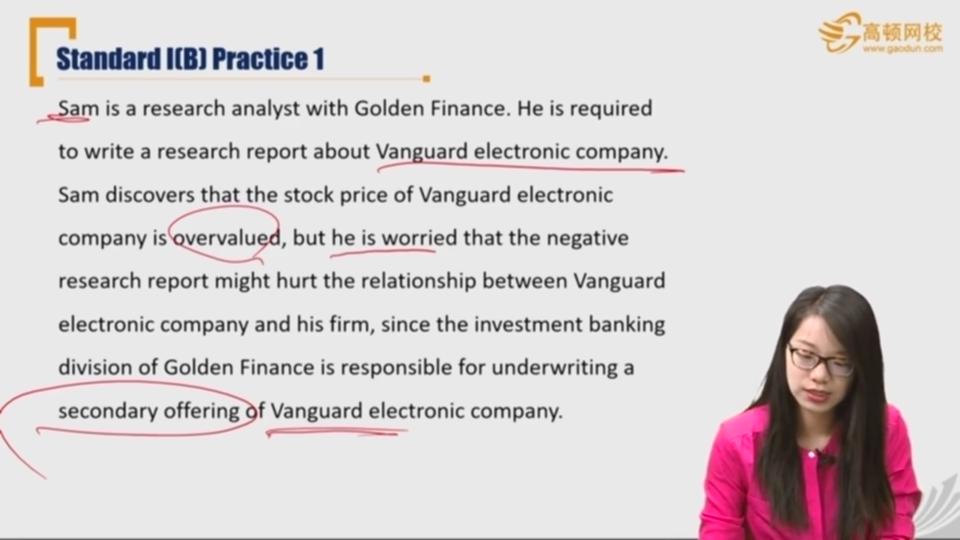 Standard I(B) Practice 1
高顿网校
www.gaodun.com
Sam is a research analyst with Golden Finance. He is required
to write a research report about Vanguard electronic company.
Sam discovers that the stock price of Vanguard electronic
company is overvalued, but he is worried that the negative
research report might hurt the relationship between Vanguard
electronic company and his firm, since the investment banking
division of Golden Finance is responsible for underwriting a
secondary offering of Vanguard electronic company.